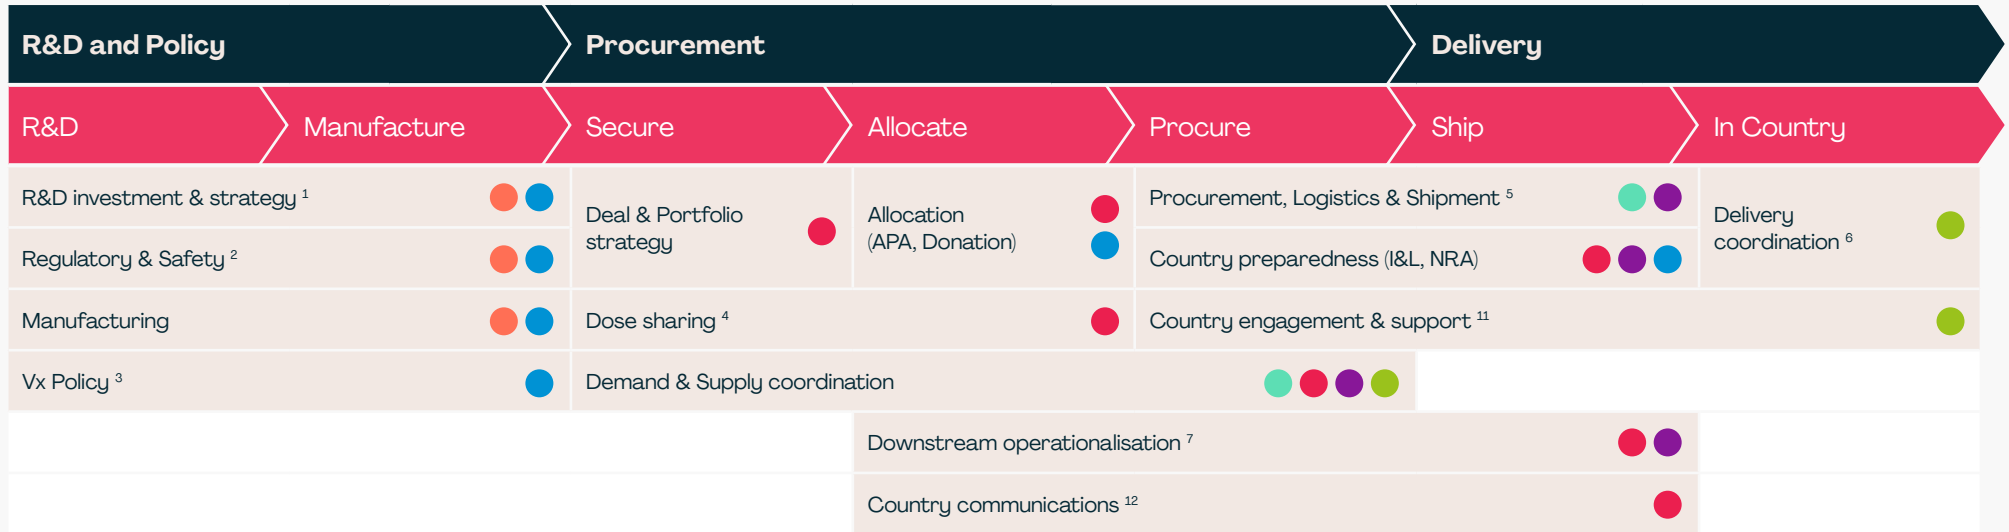 R&D and Policy
Procurement
Delivery
R&D
Manufacture
Secure
Allocate
Procure
Ship
In Country
R&D investment & strategy 1
Regulatory & Safety 2
Manufacturing
Vx Policy 3
Deal & Portfolio
strategy
Allocation
(APA, Donation)
Procurement, Logistics & Shipment 5
Country preparedness (I&L, NRA)
Delivery
coordination 6
Dose sharing 4
Country engagement & support 11
Demand & Supply coordination
Downstream operationalisation 7
Country communications 12